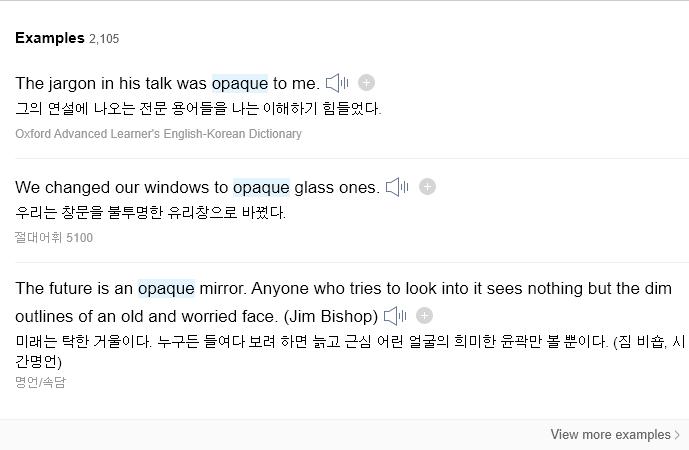 Examples 2,105
The jargon in his talk was opaque to me.
그의 연설에 나오는 전문 용어들을 나는 이해하기 힘들었다.
Oxford Advanced Learner's English-Korean Dictionary
We changed our windows to opaque glass ones.
우리는 창문을 불투명한 유리창으로 바꿨다.
절대어휘 5100
The future is an opaque mirror. Anyone who tries to look into it sees nothing but the dim
outlines of an old and worried face. (Jim Bishop)
미래는 탁한 거울이다. 누구든 들여다 보려 하면 늙고 근심 어린 얼굴의 희미한 윤곽만 볼 뿐이다. (짐 비숍, 시
간명언)
명언/속담
View more examples >